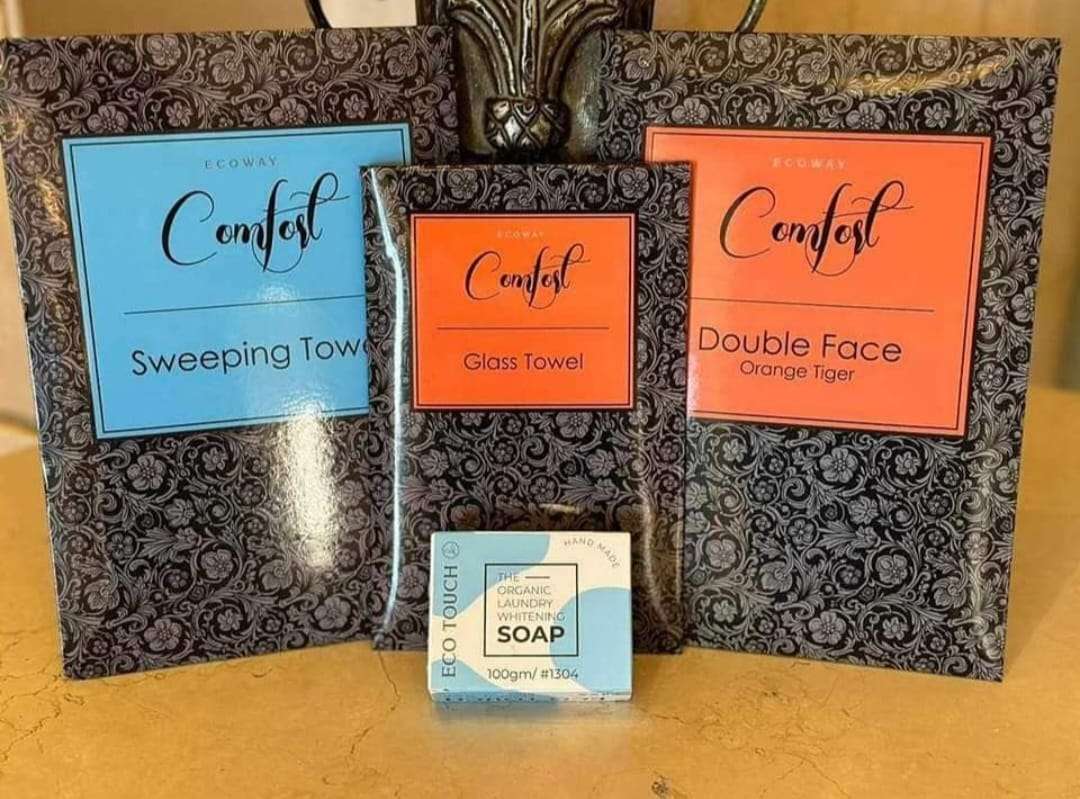 ECOWAY
Comfort
Sweeping Towe
ECOWAY
Comfort
Glass Towel
ECOWAY
Comfort
Double Face
Orange Tiger
ECO TOUCH
HAND MADE
THE
ORGANIC
LAUNDRY
WHITENING
SOAP
100gm/ #1304